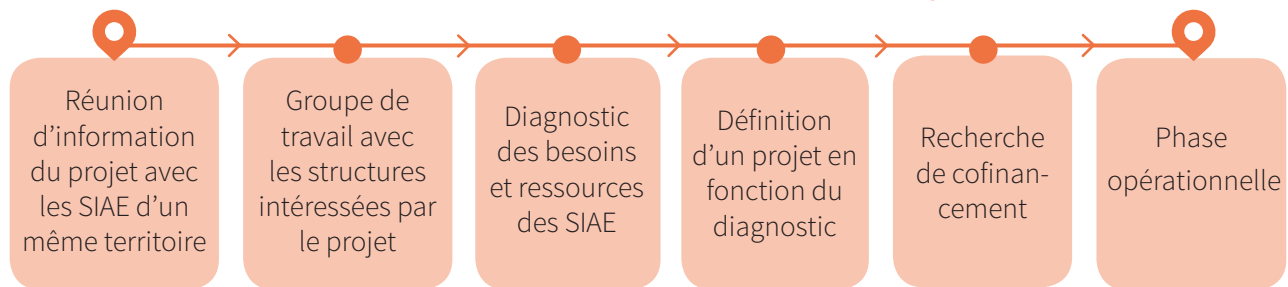 Réunion
d’information
du projet avec
les SIAE d’un
même territoire
Groupe de
travail avec
les structures
intéressées par
le projet
Diagnostic
des besoins
et ressources
des SIAE
Définition
d’un projet en
fonction du
diagnostic
Recherche
de cofinan-
cement
Phase
opérationnelle